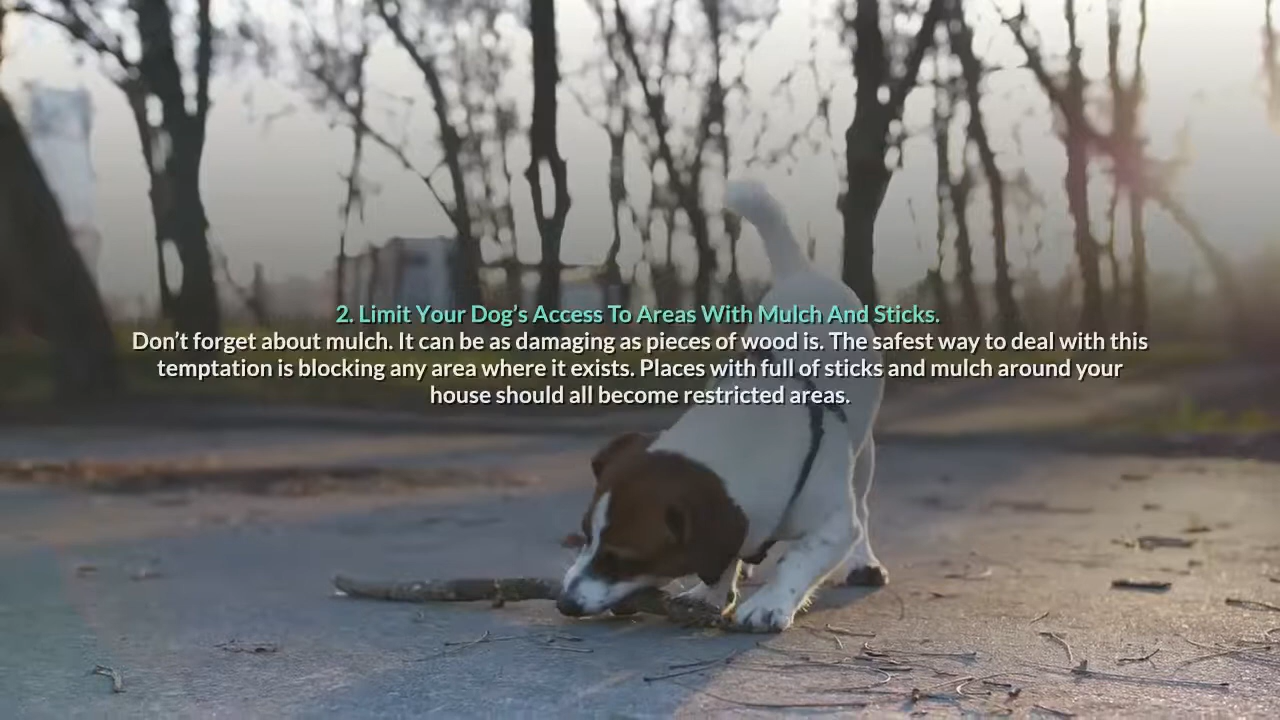 2. Limit Your Dog’s Access To Areas With Mulch And Sticks.
Don’t forget about mulch. It can be as damaging as pieces of wood is. The safest way to deal with this
temptation is blocking any area where it exists. Places with full of sticks and mulch around your
house should all become restricted areas.